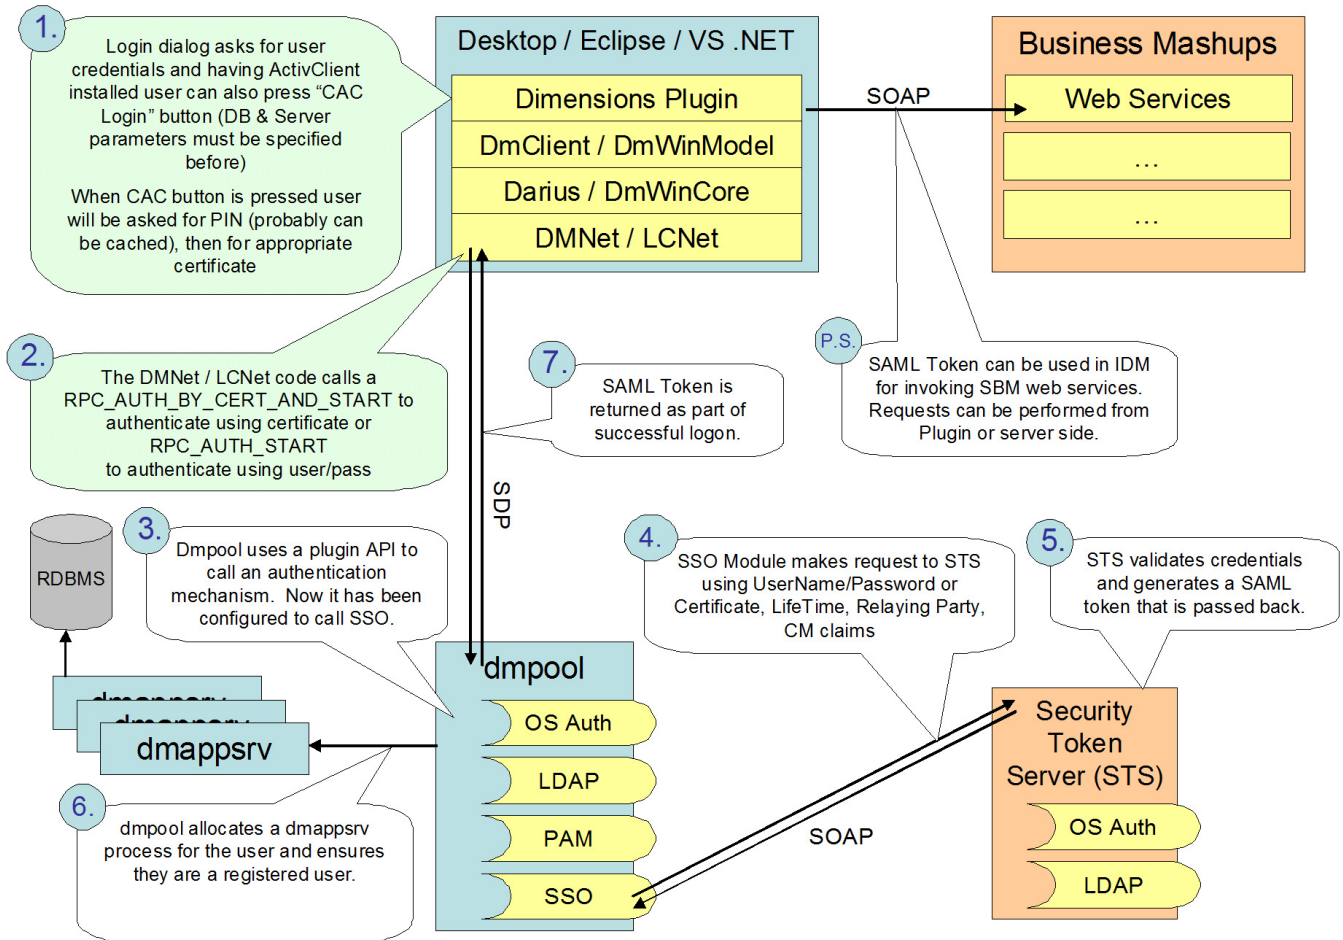 1.
Login dialog asks for user
credentials and having ActivClient
installed user can also press “CAC
Login” button (DB & Server
parameters must be specified
before)
When CAC button is pressed user
will be asked for PIN (probably can
be cached), then for appropriate
certificate
Desktop / Eclipse / VS .NET
Dimensions Plugin
DmClient / DmWinModel
Darius / DmWinCore
DMNet / LCNet
SOAP
Business Mashups
Web Services
...
...
2.
The DMNet / LCNet code calls a
RPC_AUTH_BY_CERT_AND_START to
authenticate using certificate or
RPC_AUTH_START
to authenticate using user/pass
7.
SAML Token is
returned as part of
successful logon.
P.S.
SAML Token can be used in IDM
for invoking SBM web services.
Requests can be performed from
Plugin or server side.
SDP
RDBMS
3.
Dmpool uses a plugin API to
call an authentication
mechanism. Now it has been
configured to call SSO.
4.
SSO Module makes request to STS
using UserName/Password or
Certificate, LifeTime, Relaying Party,
CM claims
5.
STS validates credentials
and generates a SAML
token that is passed back.
dmappsrv
dmappsrv
dmappsrv
dmpool
OS Auth
LDAP
PAM
SSO
SOAP
Security
Token
Server (STS)
OS Auth
LDAP
6.
dmpool allocates a dmappsrv
process for the user and ensures
they are a registered user.